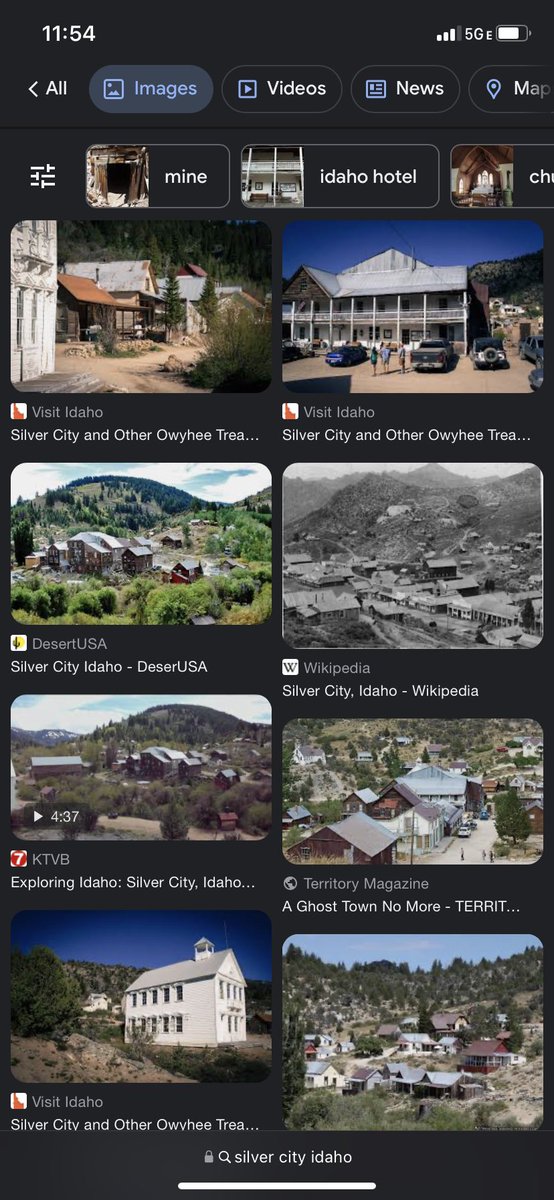 11:54
5GE
All
Images
Videos
News
Map
mine
idaho hotel
chu
Visit Idaho
Silver City and Other Owyhee Trea...
Visit Idaho
Silver City and Other Owyhee Trea...
DesertUSA
Silver City Idaho - DeserUSA
W
Wikipedia
Silver City, Idaho - Wikipedia
4:37
7
KTVB
Exploring Idaho: Silver City, Idaho...
Territory Magazine
A Ghost Town No More - TERRIT...
Visit Idaho
Silver City and Other Owyhee Trea...
silver city idaho